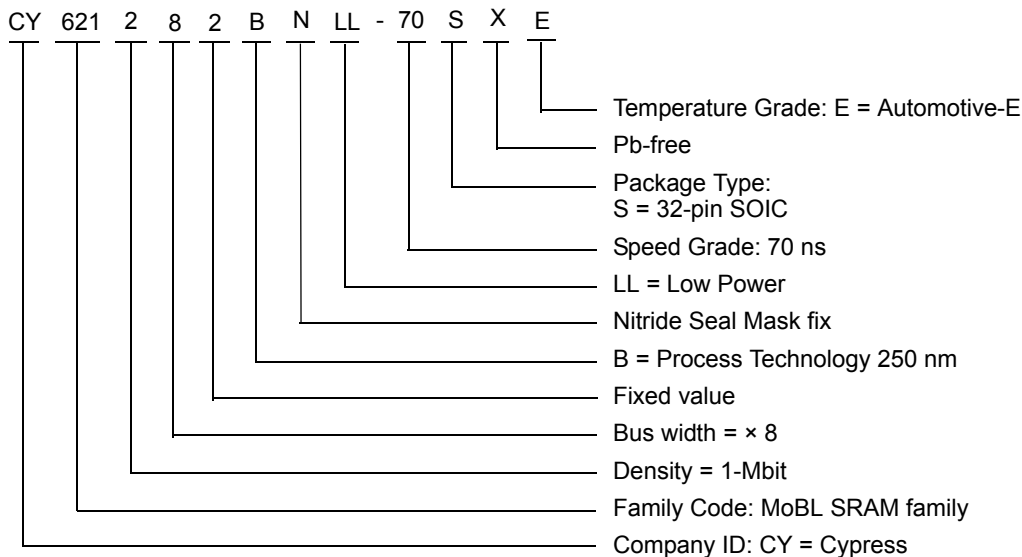 CY 621 2 8 2 B N LL - 70 S X E
Temperature Grade: E = Automotive-E
Pb-free
Package Type:
S = 32-pin SOIC
Speed Grade: 70 ns
LL = Low Power
Nitride Seal Mask fix
B = Process Technology 250 nm
Fixed value
Bus width = × 8
Density = 1-Mbit
Family Code: MoBL SRAM family
Company ID: CY = Cypress